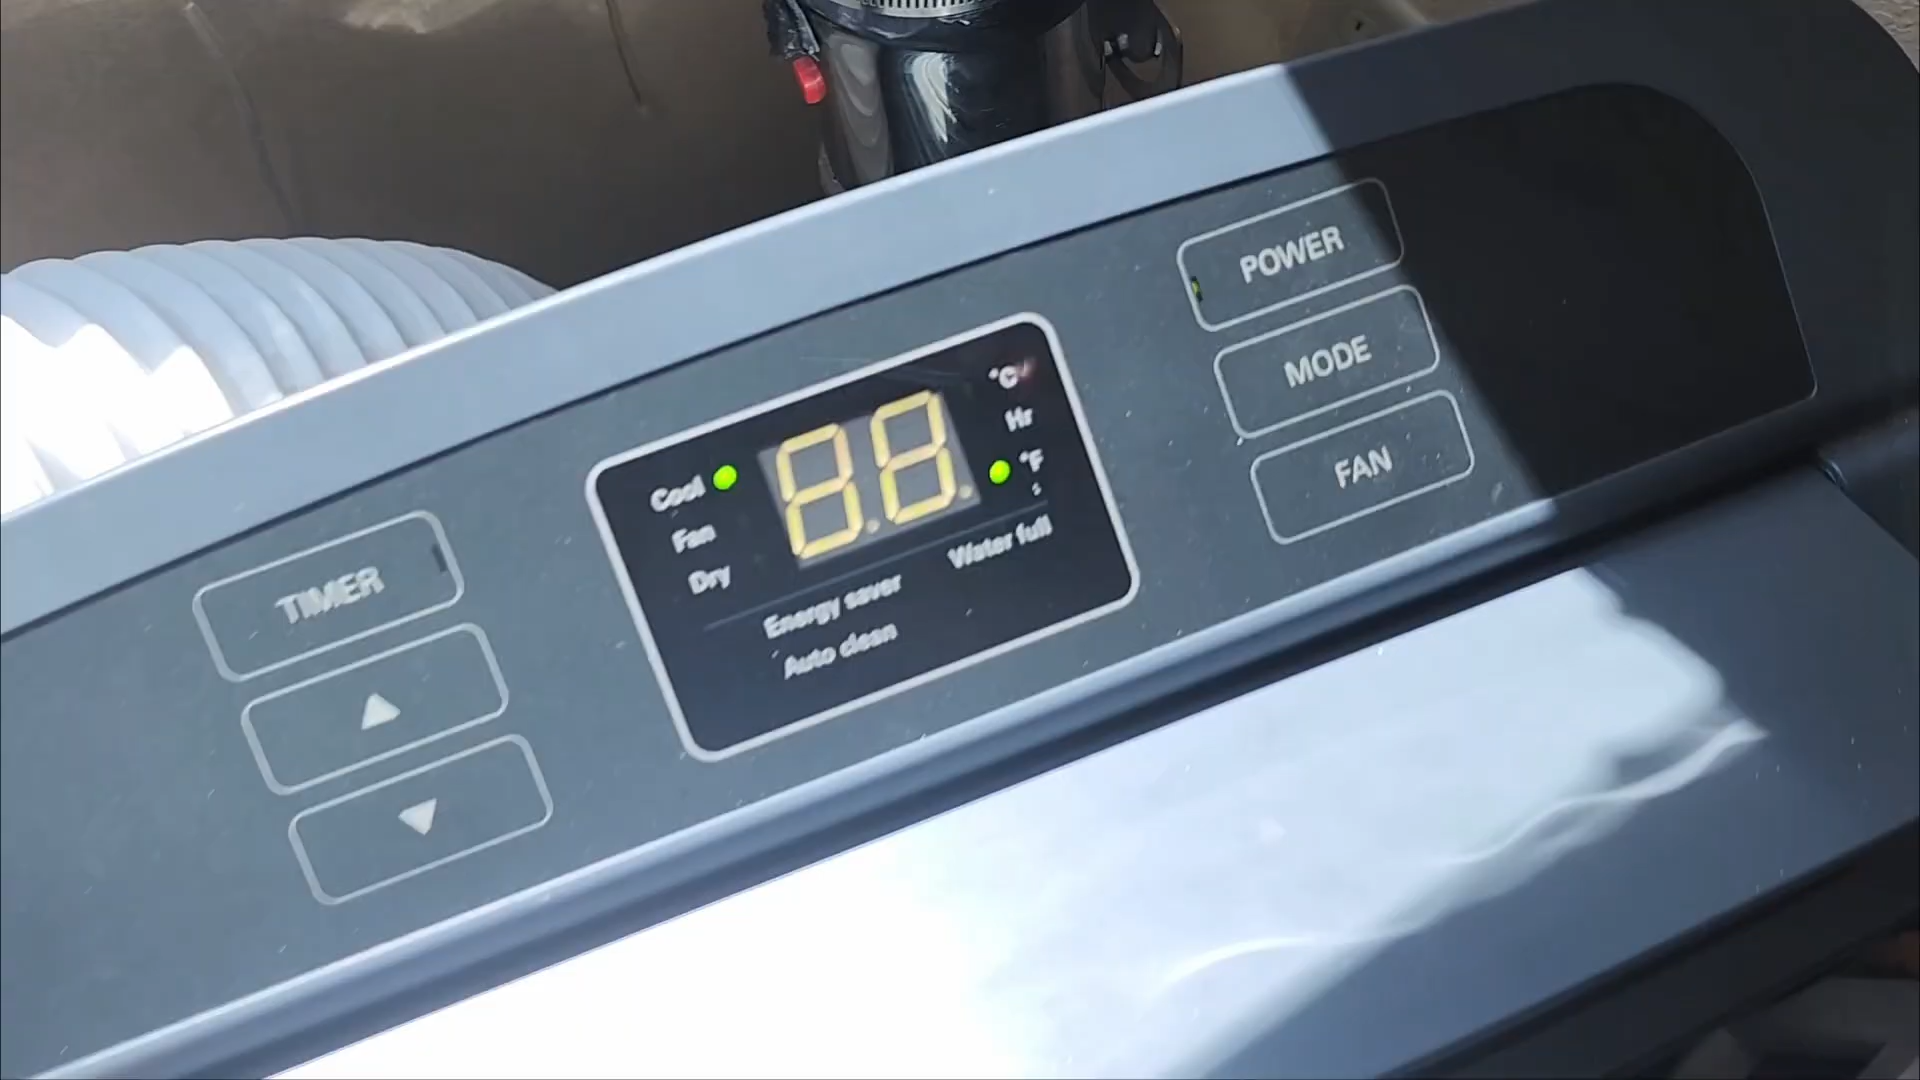 POWER
MODE
FAN
°C
Hr
°F
Cool
Fan
Dry
Water full
Energy saver
Auto clean
TIMER